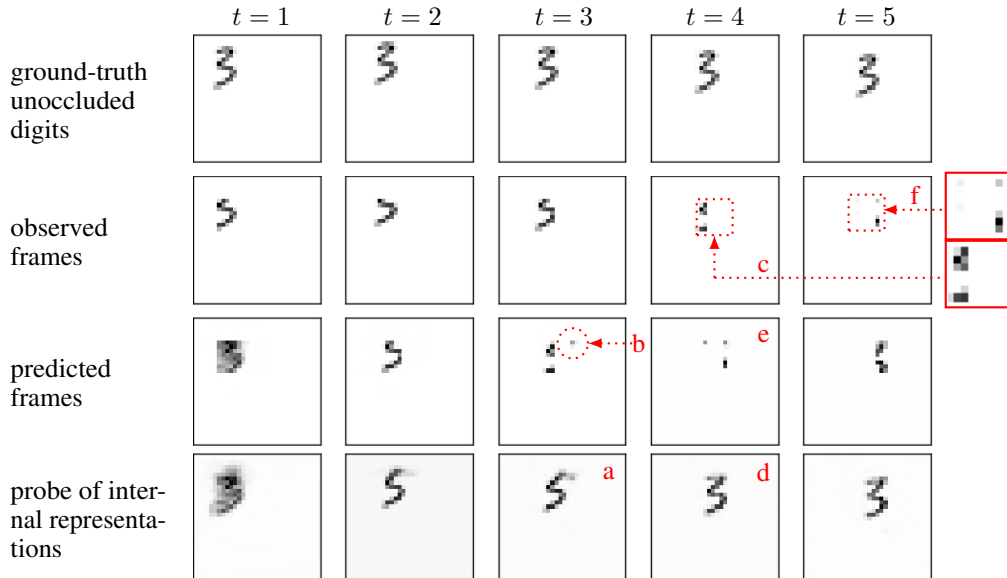 t = 1 t = 2 t = 3 t = 4 t = 5
ground-truth
unoccluded
digits
observed
frames
f
c
predicted
frames
b
e
probe of inter-
nal representa-
tions
a
d